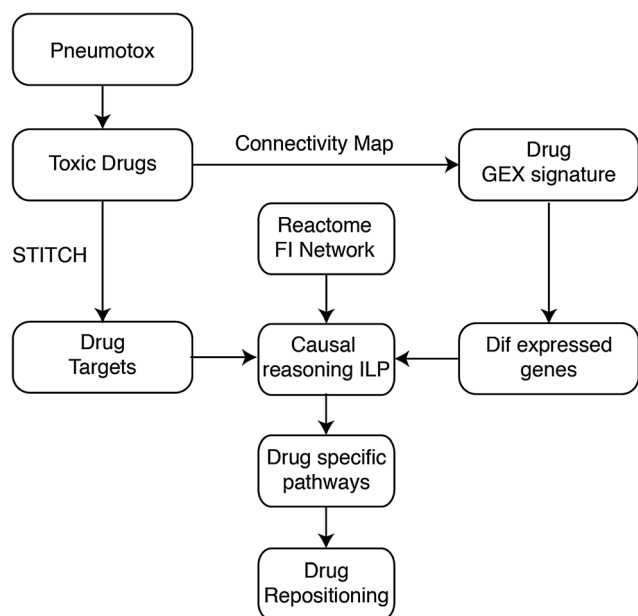 Pneumotox
Toxic Drugs
Connectivity Map
Drug
GEX signature
STITCH
Reactome
FI Network
Drug
Targets
Causal
reasoning ILP
Dif expressed
genes
Drug specific
pathways
Drug
Repositioning